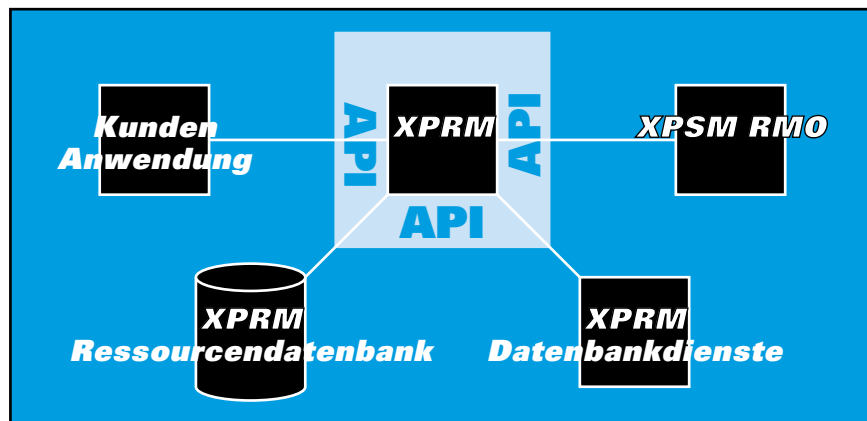 Kunden
Anwendung
API
XPRM
API
XPSM RMO
API
XPRM
Ressourcendatenbank
XPRM
Datenbankdienste